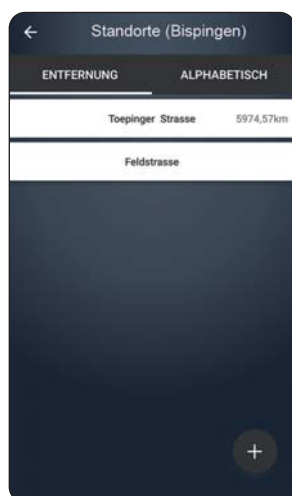 Standorte (Bispingen)
ENTFERNUNG ALPHABETISCH
Toepinger Strasse 5974,57km
Feldstrasse